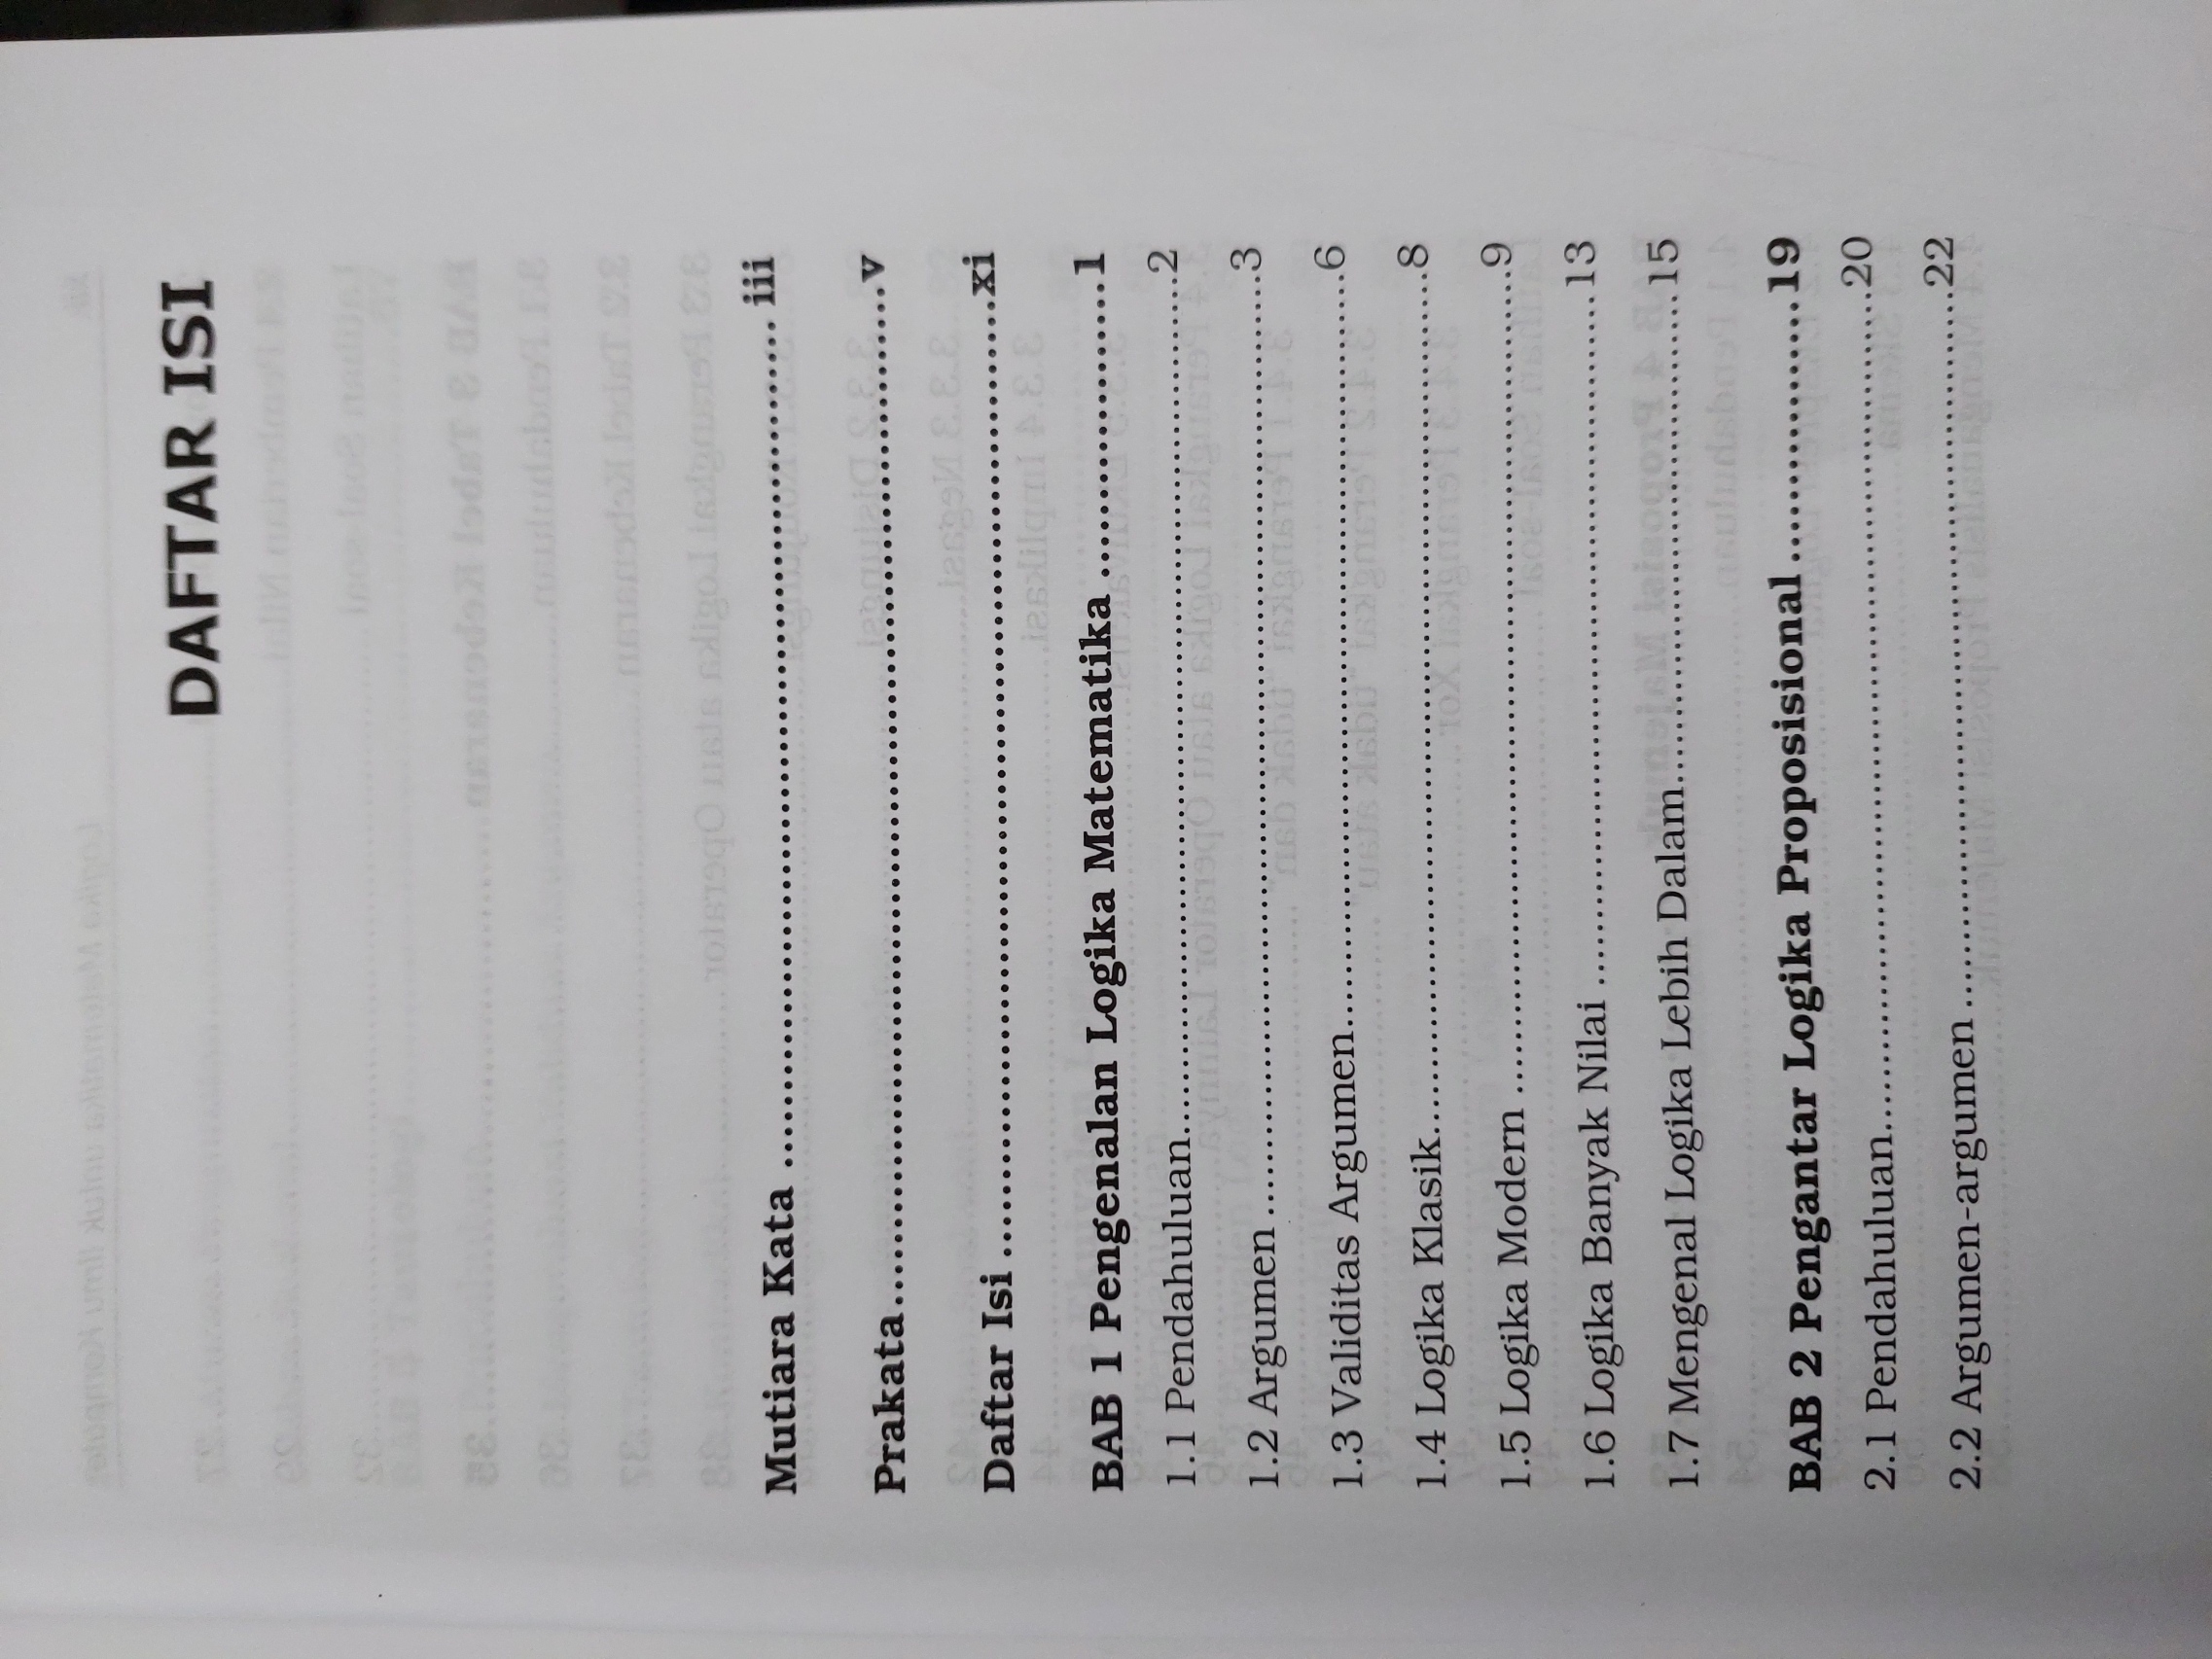 DAFTAR ISI
Mutiara Kata ........................................................ iii
Prakata....................................................................v
Daftar Isi ...............................................................xi
BAB 1 Pengenalan Logika Matematika ...................1
1.1 Pendahuluan................................................................2
1.2 Argumen ......................................................................3
1.3 Validitas Argumen........................................................6
1.4 Logika Klasik................................................................8
1.5 Logika Modern .............................................................9
1.6 Logika Banyak Nilai ....................................................13
1.7 Mengenal Logika Lebih Dalam.....................................15
BAB 2 Pengantar Logika Proposisional.................19
2.1 Pendahuluan...............................................................20
2.2 Argumen-argumen ......................................................22